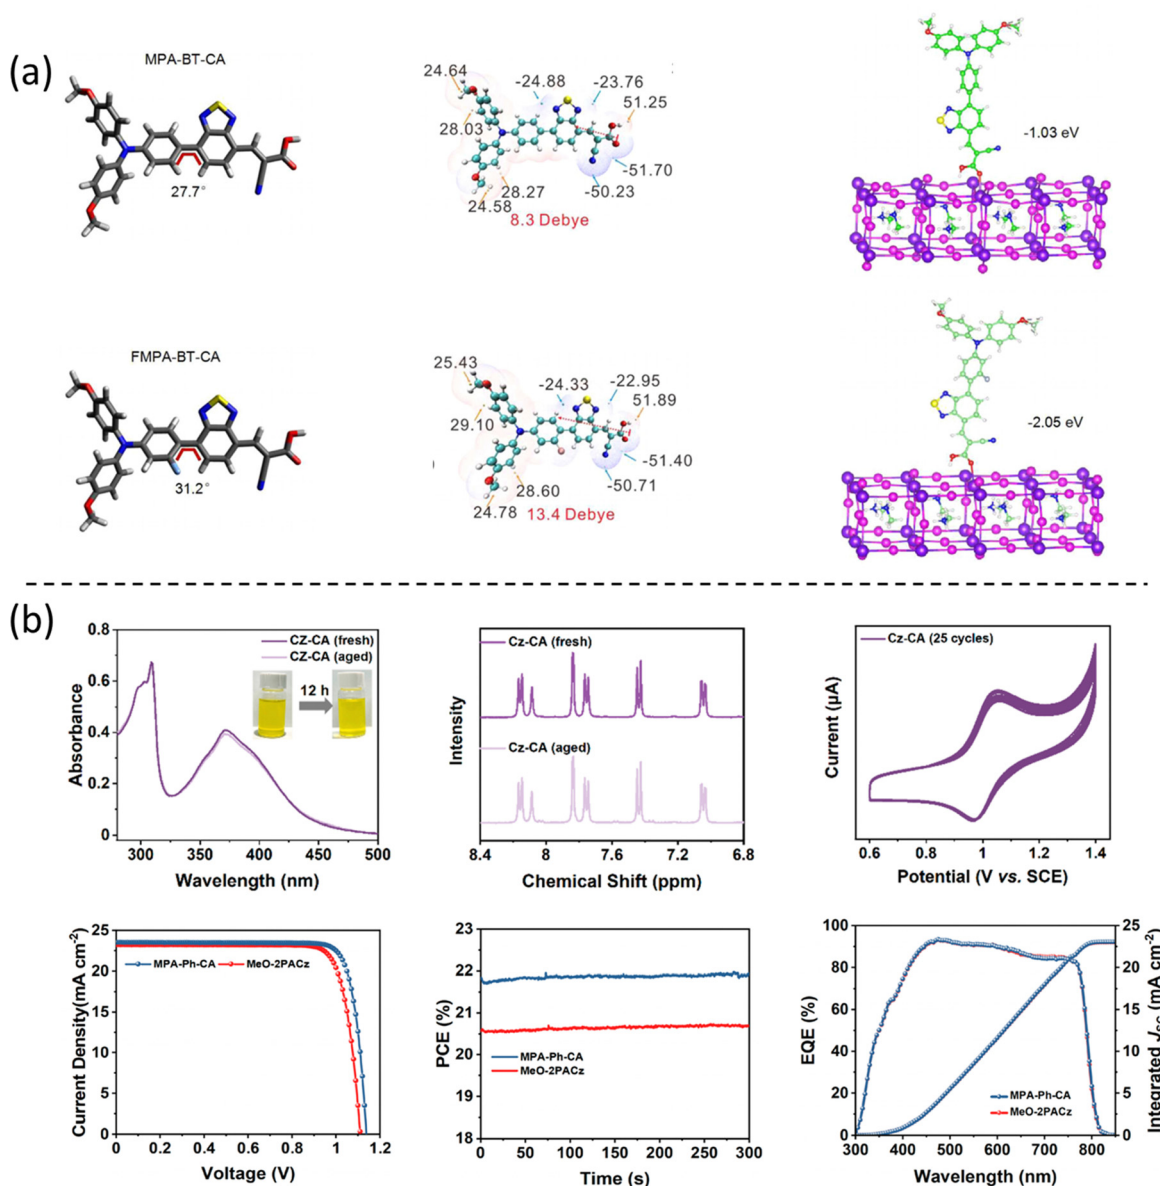 (a)
MPA-BT-CA
27.7°
24.64
-24.88
-23.76
51.25
28.03
-51.70
28.27
-50.23
24.58
8.3 Debye
-1.03 eV
FMPA-BT-CA
31.2°
25.43
-24.33
-22.95
51.89
29.10
-51.40
28.60
-50.71
24.78
13.4 Debye
-2.05 eV
(b)
0.8
0.6
0.4
0.2
0
Absorbance
CZ-CA (fresh)
CZ-CA (aged)
12 h
300 350 400 450 500
Wavelength (nm)
Intensity
Cz-CA (fresh)
Cz-CA (aged)
8.4 8 7.6 7.2 6.8
Chemical Shift (ppm)
Current (μA)
Cz-CA (25 cycles)
0.6 0.8 1 1.2 1.4
Potential (V vs. SCE)
25
20
15
10
5
0
Current Density(mA cm-2)
MPA-Ph-CA MeO-2PACz
0 0.2 0.4 0.6 0.8 1 1.2
Voltage (V)
23
22
21
20
19
18
PCE (%)
MPA-Ph-CA
MeO-2PACz
0 50 100 150 200 250 300
Time (s)
100
80
60
40
20
0
EQE (%)
MPA-Ph-CA
MeO-2PACz
25
23
20
18
15
13
10
8
5
3
0
Integrated JSC (mA cm-2)
300 400 500 600 700 800
Wavelength (nm)